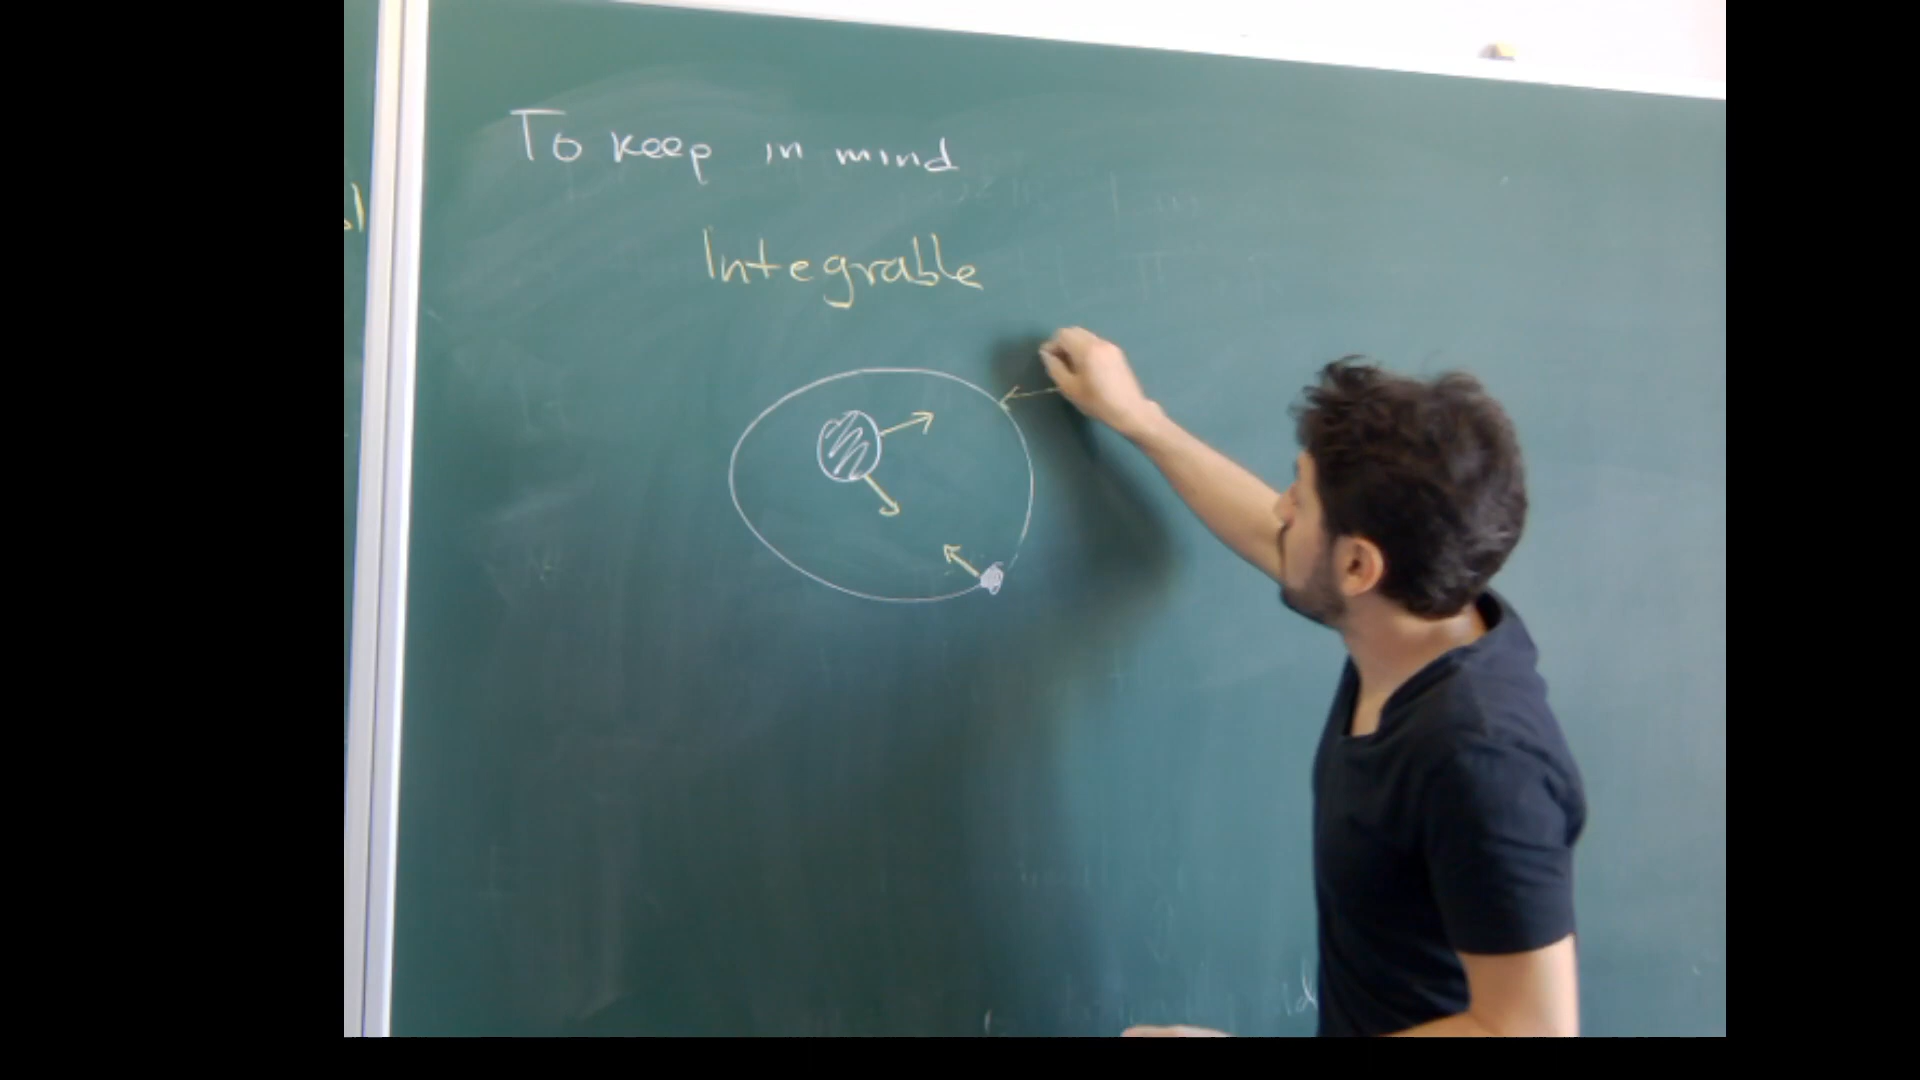 To keep in mind
Integrable